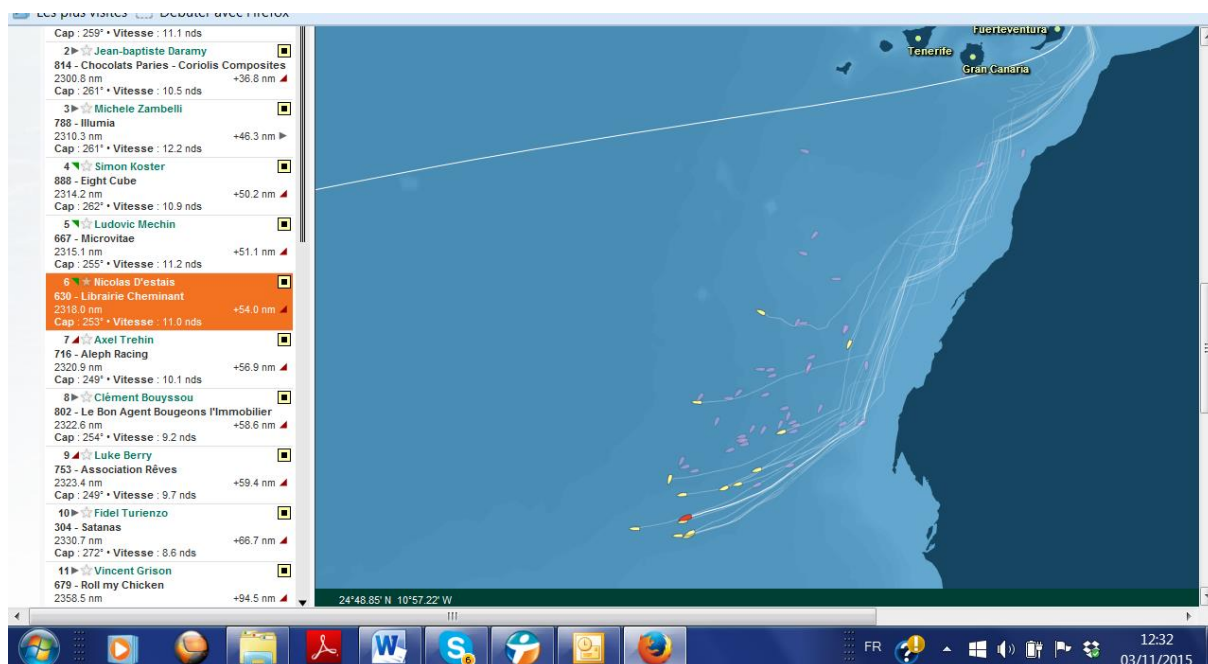 Les plus visités Débuter avec Firefox
Cap : 259° • Vitesse : 11.1 nds
2 Jean-baptiste Daramy
814 - Chocolats Paries - Coriolis Composites
2300.8 nm +36.8 nm
Cap : 261° • Vitesse : 10.5 nds
3 Michele Zambelli
788 - Illumia
2310.3 nm +46.3 nm
Cap : 261° • Vitesse : 12.2 nds
4 Simon Koster
888 - Eight Cube
2314.2 nm +50.2 nm
Cap : 262° • Vitesse : 10.9 nds
5 Ludovic Mechin
667 - Microvitae
2315.1 nm +51.1 nm
Cap : 255° • Vitesse : 11.2 nds
6 Nicolas D'estais
630 - Librairie Cheminant
2318.0 nm +54.0 nm
Cap : 253° • Vitesse : 11.0 nds
7 Axel Trehin
716 - Aleph Racing
2320.9 nm +56.9 nm
Cap : 249° • Vitesse : 10.1 nds
8 Clément Bouyssou
802 - Le Bon Agent Bougeons l'Immobilier
2322.6 nm +58.6 nm
Cap : 254° • Vitesse : 9.2 nds
9 Luke Berry
753 - Association Rêves
2323.4 nm +59.4 nm
Cap : 249° • Vitesse : 9.7 nds
10 Fidel Turienzo
304 - Satanas
2330.7 nm +66.7 nm
Cap : 272° • Vitesse : 8.6 nds
11 Vincent Grison
679 - Roll my Chicken
2358.5 nm +94.5 nm
Fuerteventura
Tenerife
Gran Canaria
24°48.85' N 10°57.22' W
6
FR
12:32
03/11/2015